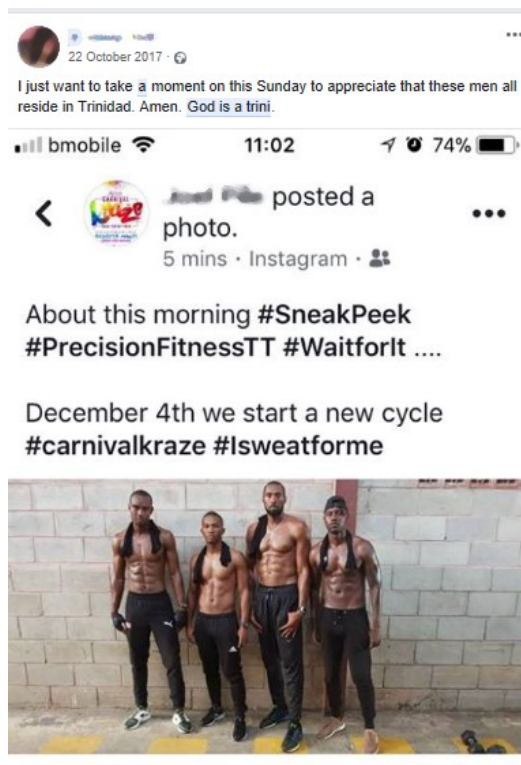 22 October 2017 ·
I just want to take a moment on this Sunday to appreciate that these men all
reside in Trinidad. Amen. God is a trini.
bmobile 11:02 74%
posted a
photo.
5 mins · Instagram ·
About this morning #SneakPeek
#PrecisionFitnessTT #WaitforIt ....
December 4th we start a new cycle
#carnivalkraze #Isweatforme